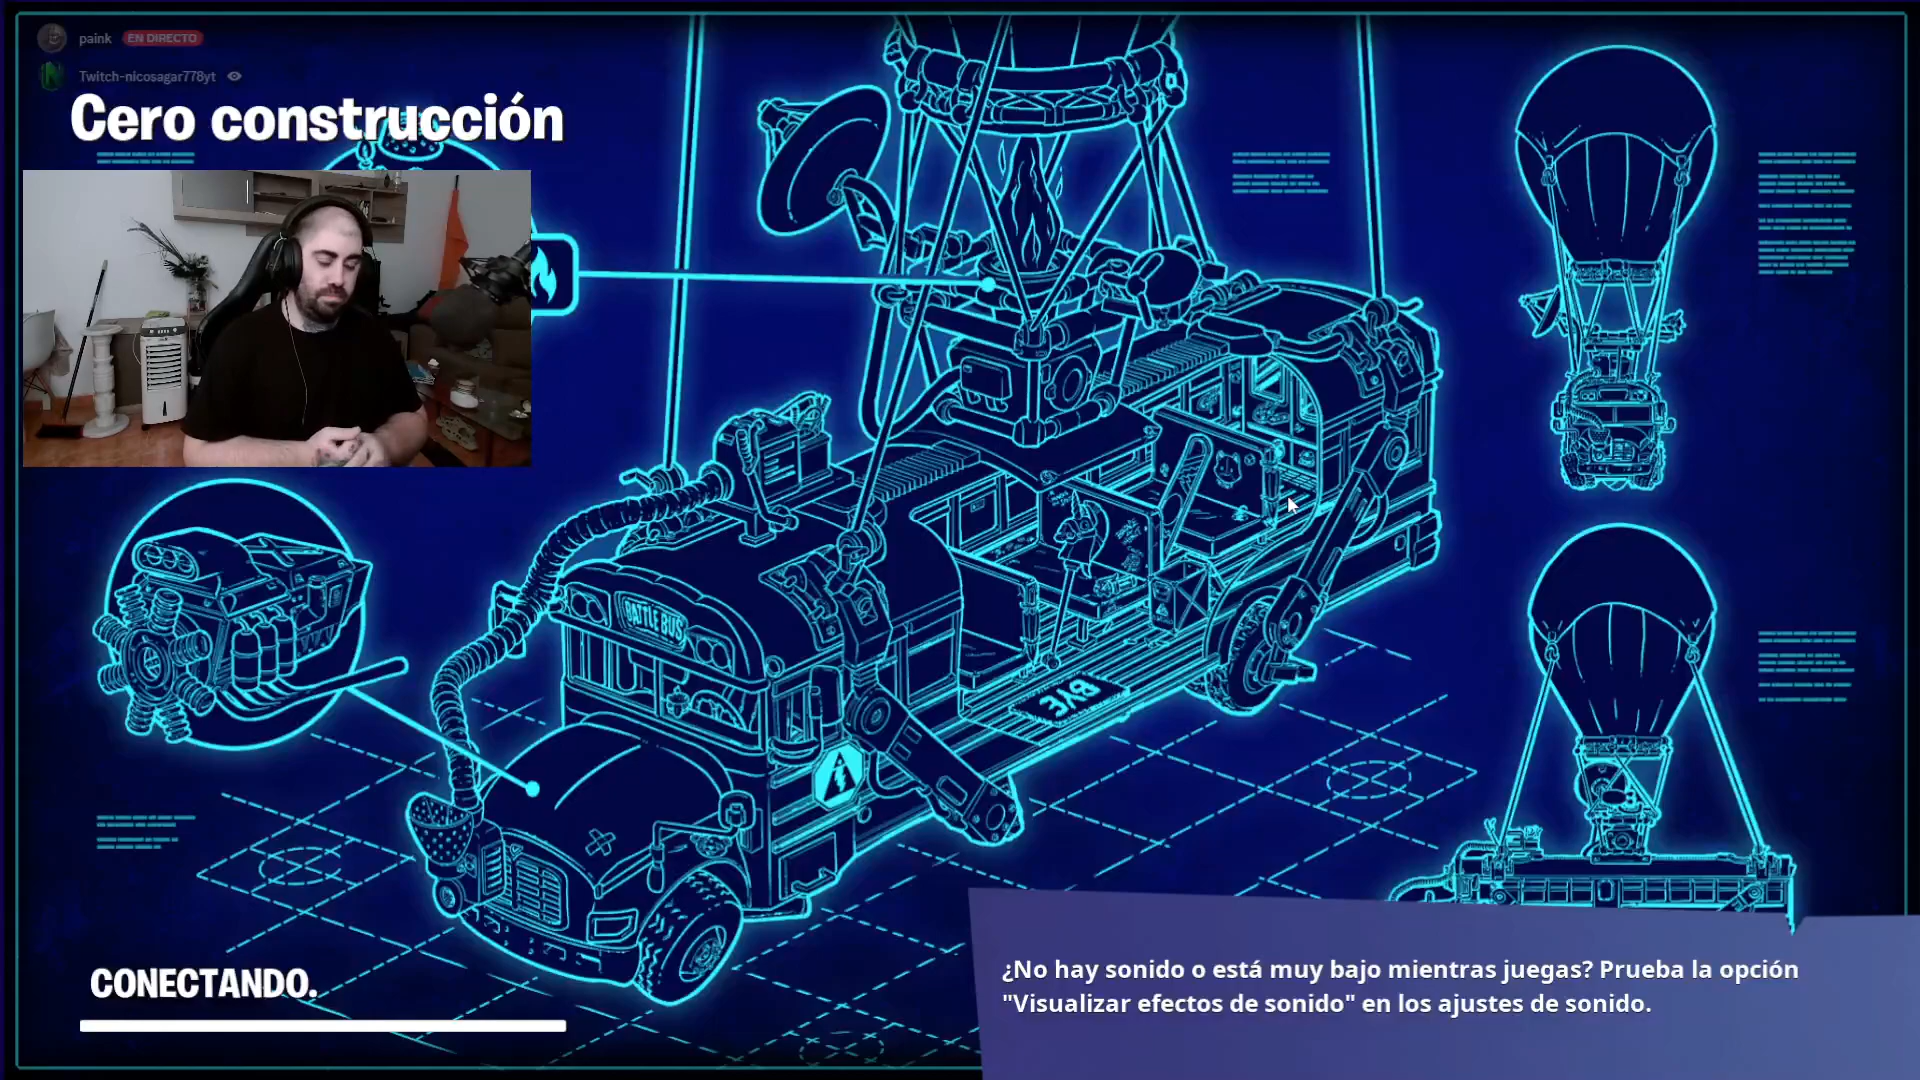 paink EN DIRECTO
Twitch-nicosagar778yt
Cero construcción
BATTLE BUS
BYE
CONECTANDO.
¿No hay sonido o está muy bajo mientras juegas? Prueba la opción
"Visualizar efectos de sonido" en los ajustes de sonido.